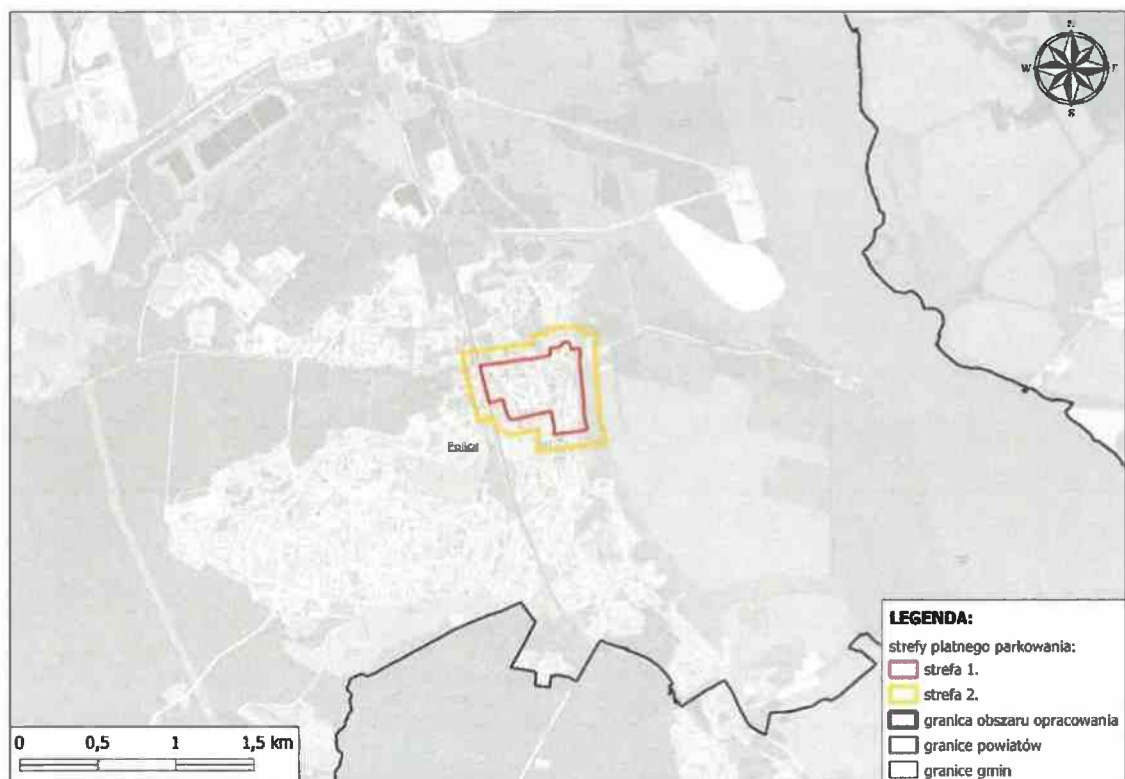 N
W
S
Police
LEGENDA:
strefy płatnego parkowania:
strefa 1.
strefa 2.
granica obszaru opracowania
granice powiatów
granice gmin
0 0,5 1 1,5 km